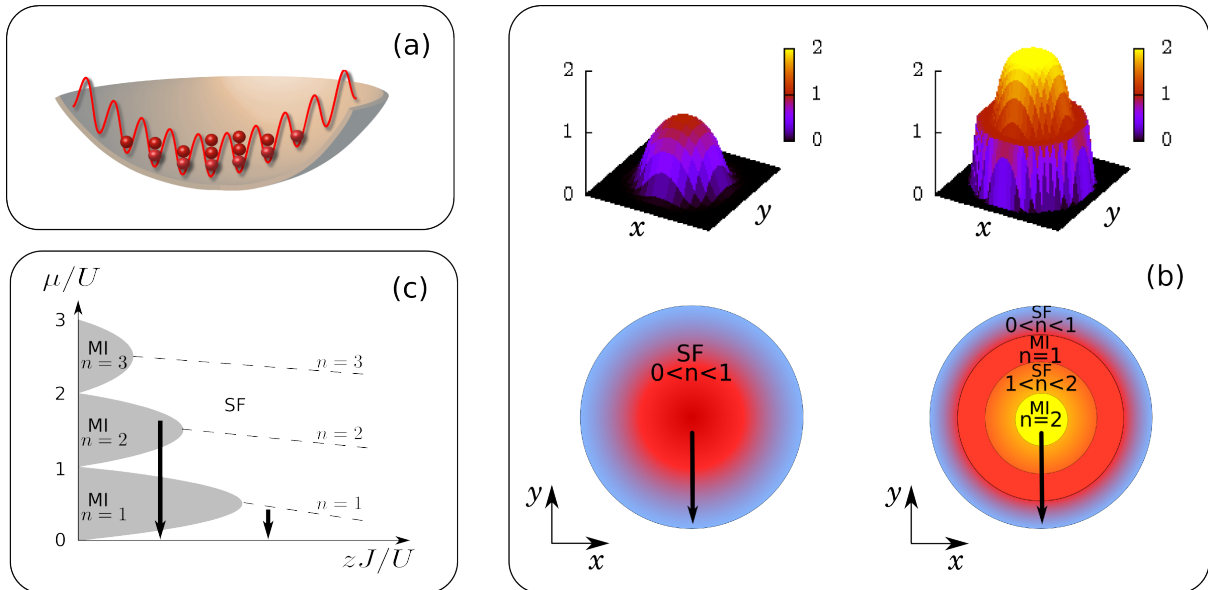 (a)
2
1
0
2
1
0
x
y
2
1
0
2
1
0
x
y
μ/U
(c)
3
MI
n = 3
n = 3
2
SF
MI
n = 2
n = 2
1
MI
n = 1
n = 1
0
zJ/U
(b)
SF
0<n<1
y
x
SF
0<n<1
MI
n=1
SF
1<n<2
MI
n=2
y
x